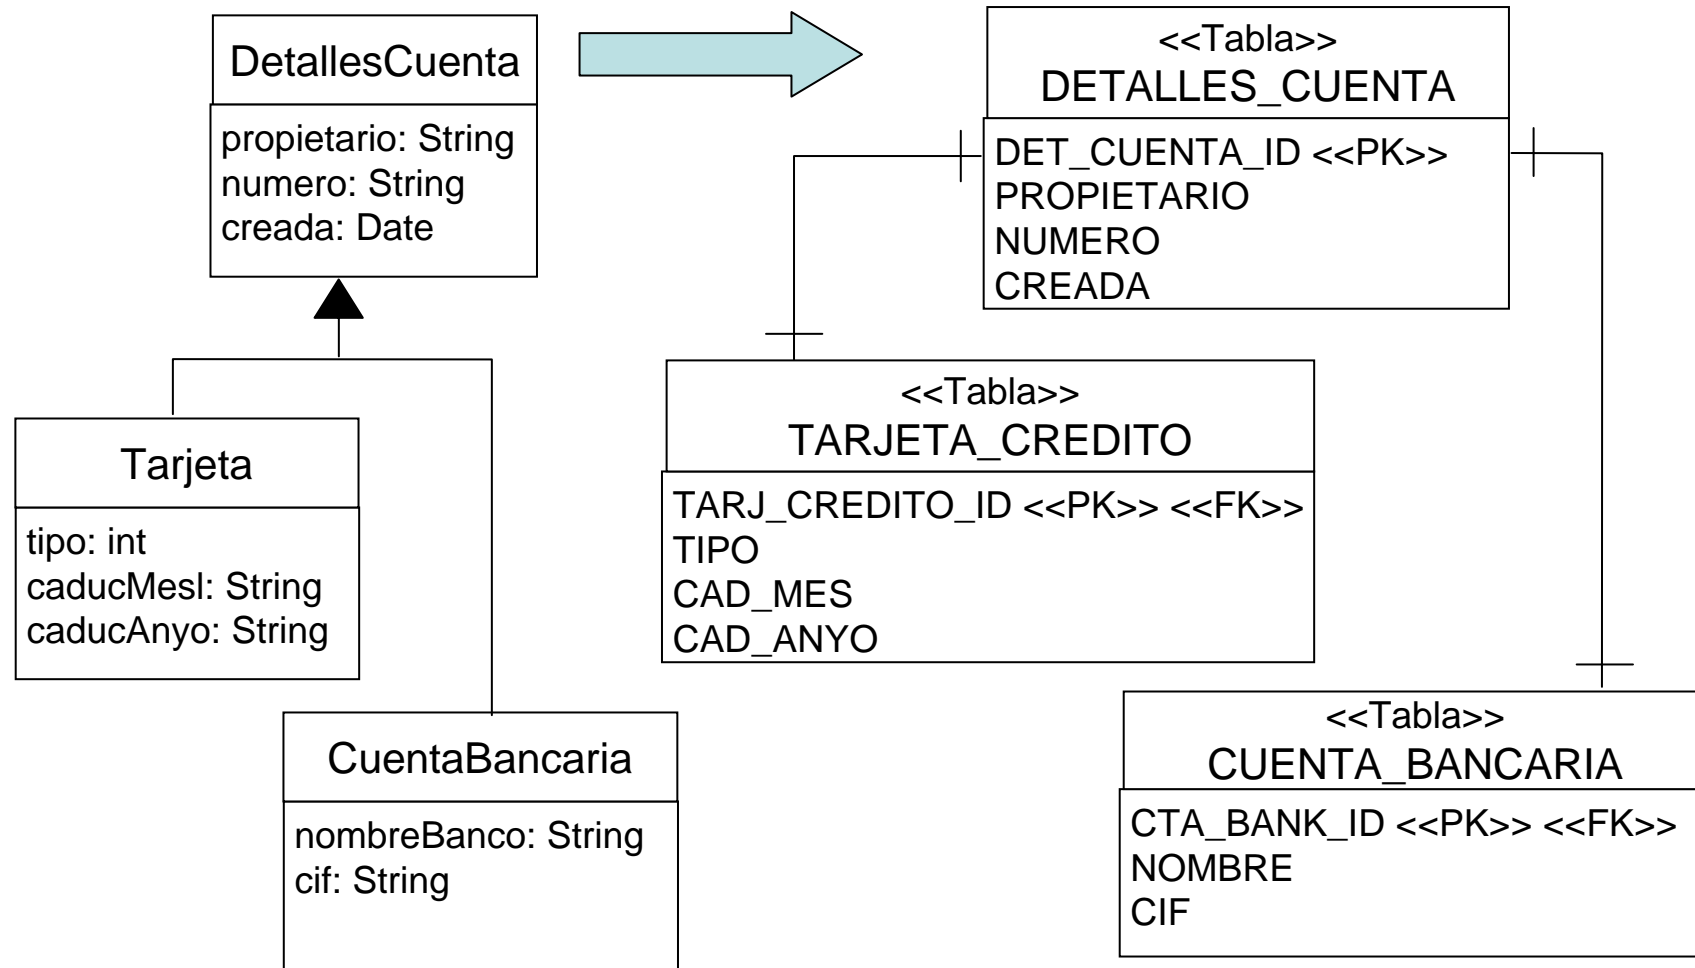 DetallesCuenta
propietario: String
numero: String
creada: Date
Tarjeta
tipo: int
caducMesl: String
caducAnyo: String
CuentaBancaria
nombreBanco: String
cif: String
<<Tabla>>
DETALLES_CUENTA
DET_CUENTA_ID <<PK>>
PROPIETARIO
NUMERO
CREADA
<<Tabla>>
TARJETA_CREDITO
TARJ_CREDITO_ID <<PK>> <<FK>>
TIPO
CAD_MES
CAD_ANYO
<<Tabla>>
CUENTA_BANCARIA
CTA_BANK_ID <<PK>> <<FK>>
NOMBRE
CIF